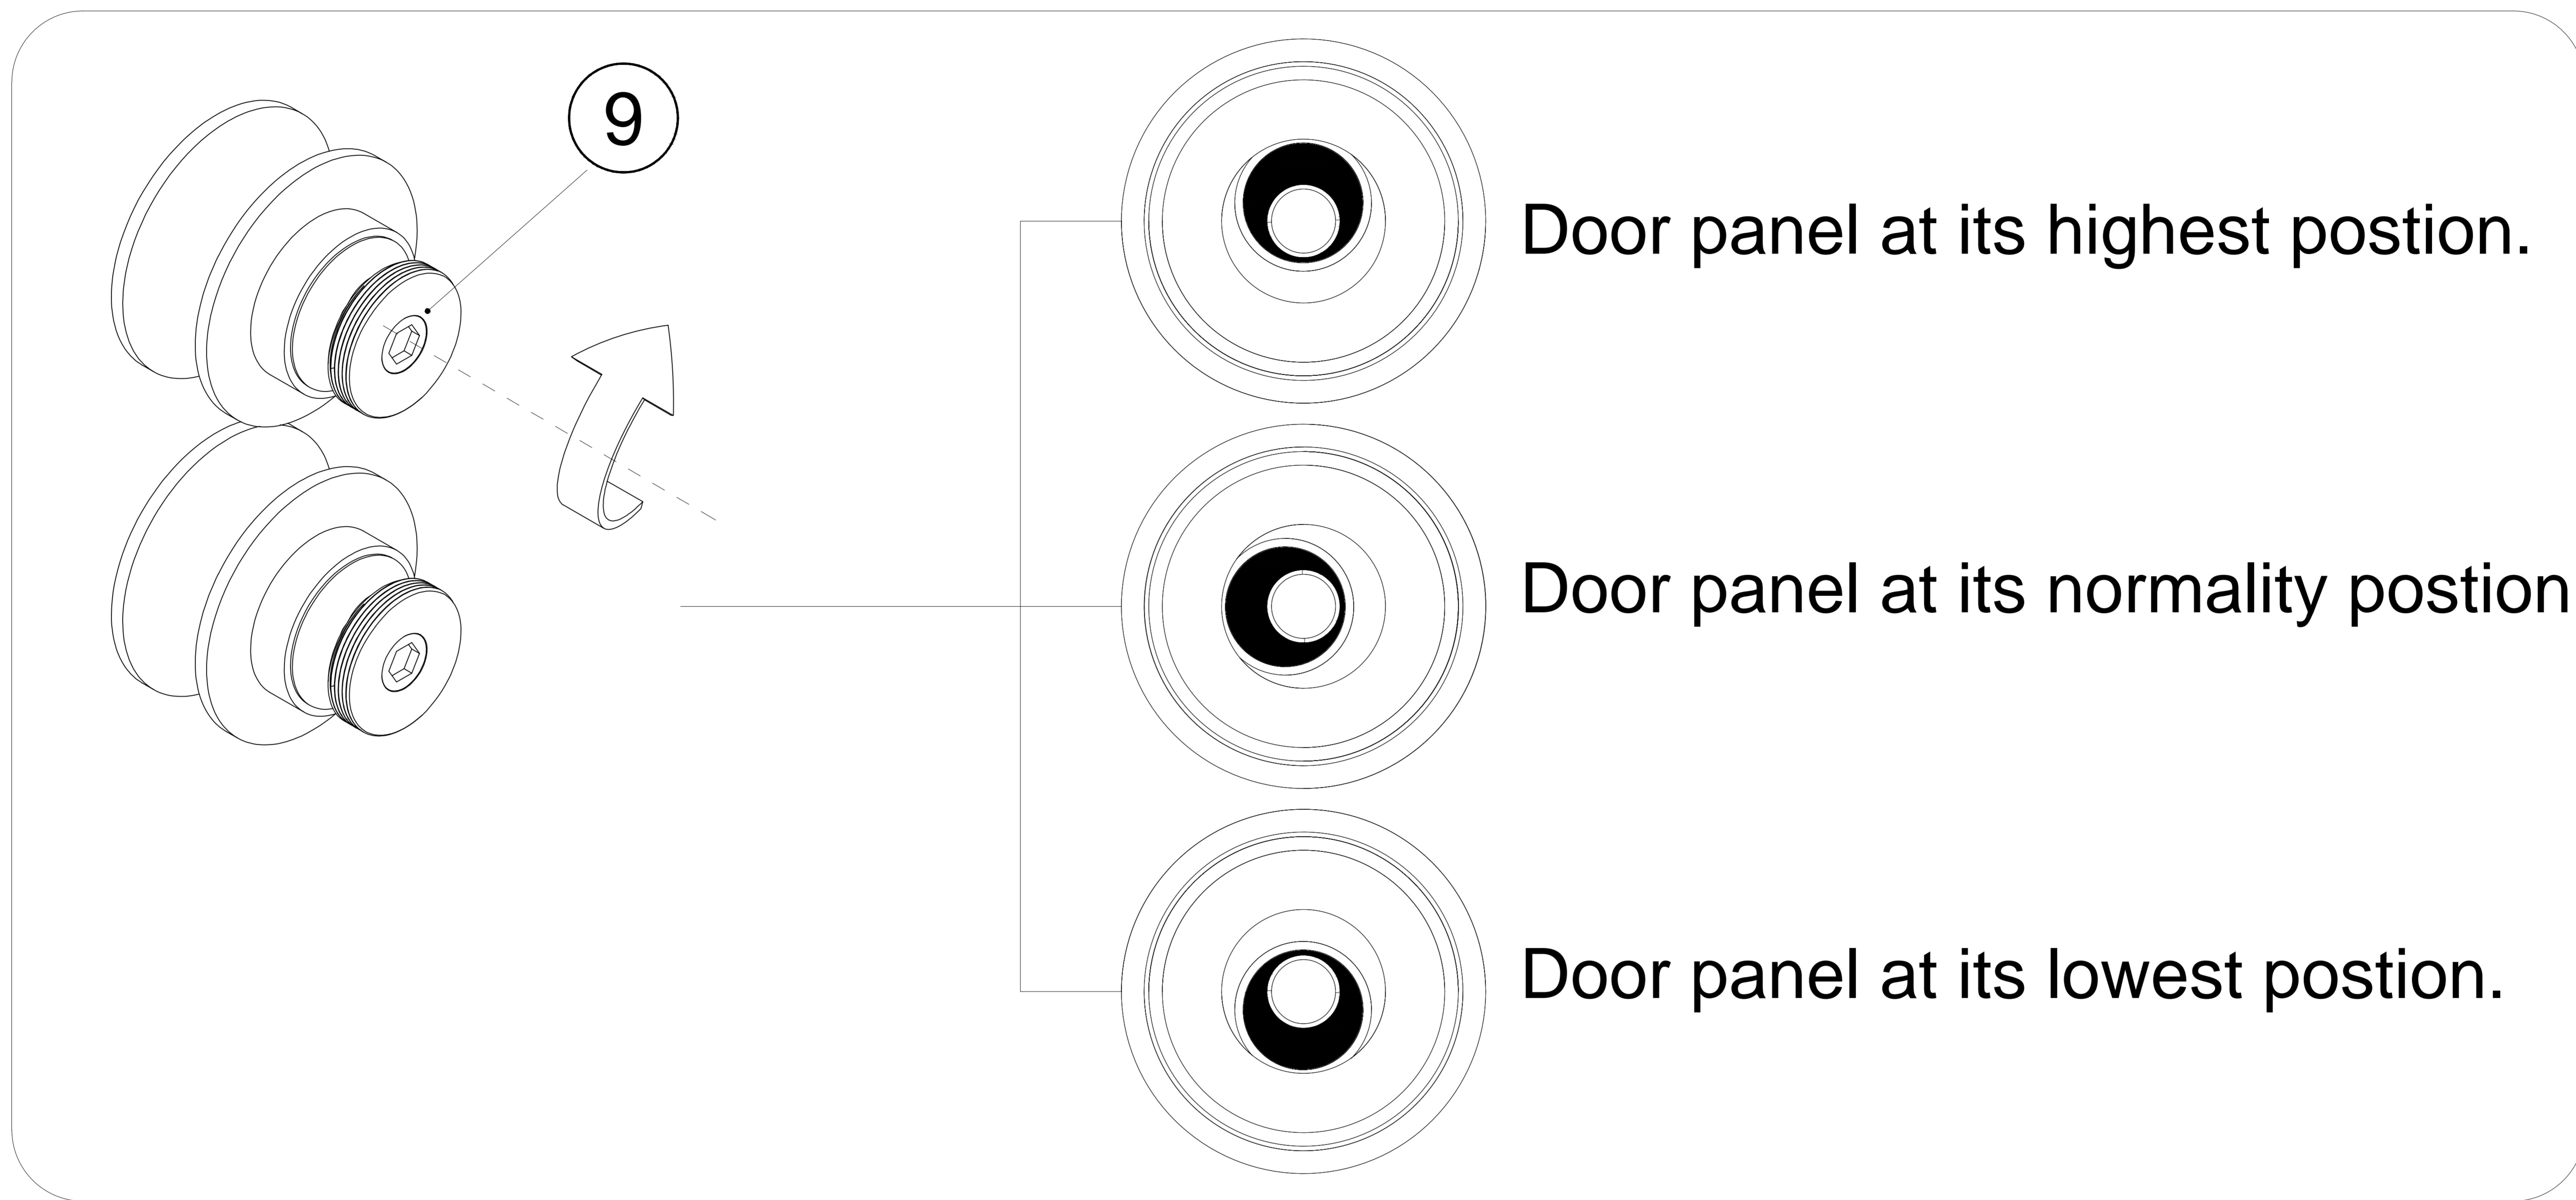 9
Door panel at its highest postion.
Door panel at its normality postion
Door panel at its lowest postion.